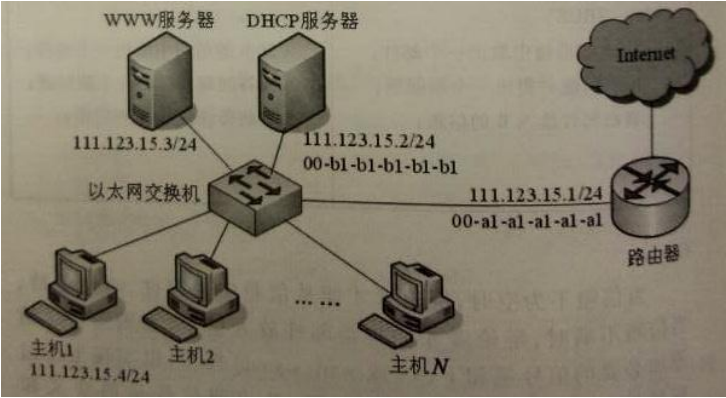 WWW服务器
DHCP服务器
Internet
111.123.15.3/24
111.123.15.2/24
00-b1-b1-b1-b1-b1
以太网交换机
111.123.15.1/24
00-a1-a1-a1-a1-a1
路由器
主机1
111.123.15.4/24
主机2
... ...
主机N